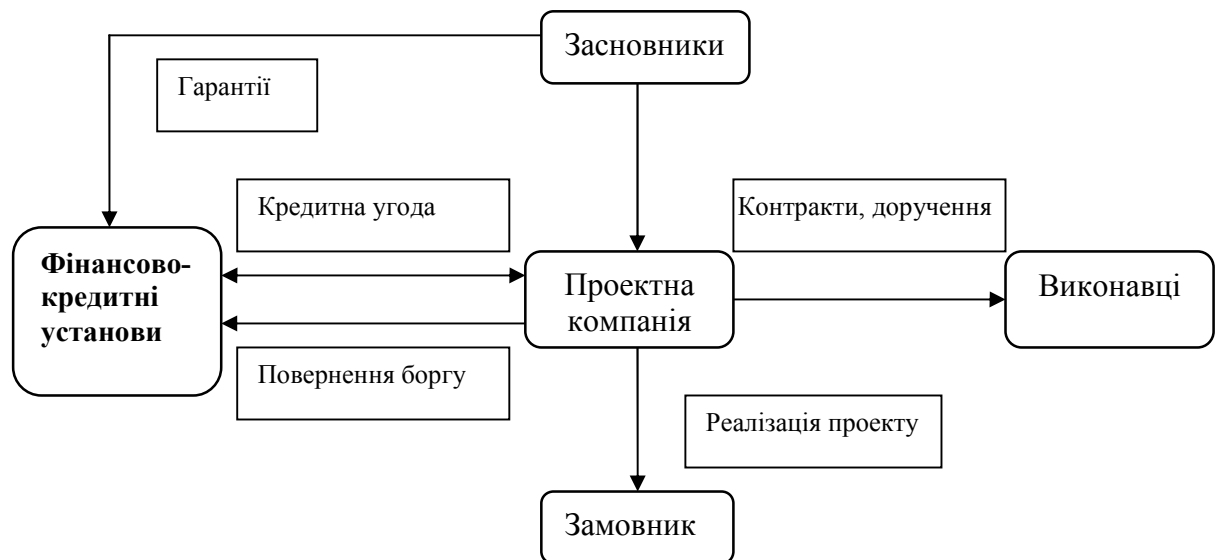 Засновники
Гарантії
Кредитна угода
Контракти, доручення
Фінансово-
кредитні
установи
Проектна
компанія
Виконавці
Повернення боргу
Реалізація проекту
Замовник